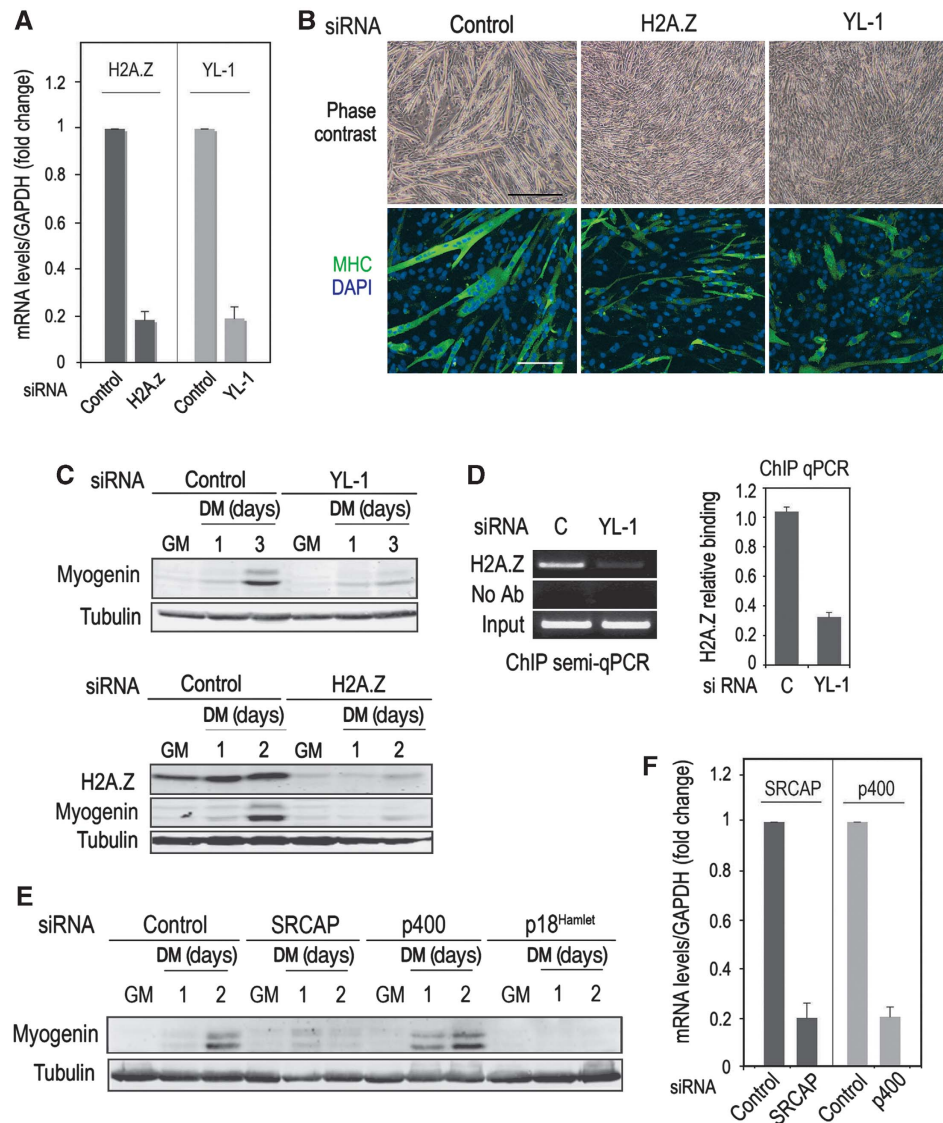 A
mRNA levels/GAPDH (fold change)
H2A.Z YL-1
1.2
1
0.8
0.6
0.4
0.2
0
siRNA Control H2A.z Control YL-1
B
siRNA Control H2A.Z YL-1
Phase
contrast
MHC
DAPI
C
siRNA Control YL-1
DM (days) DM (days)
GM 1 3 GM 1 3
Myogenin
Tubulin
siRNA Control H2A.Z
DM (days) DM (days)
GM 1 2 GM 1 2
H2A.Z
Myogenin
Tubulin
D
siRNA C YL-1
H2A.Z
No Ab
Input
ChIP semi-qPCR
ChIP qPCR
H2A.Z relative binding
1.2
1.0
0.8
0.6
0.4
0.2
0
si RNA C YL-1
E
siRNA Control SRCAP p400 p18Hamlet
DM (days) DM (days) DM (days) DM (days)
GM 1 2 GM 1 2 GM 1 2 GM 1 2
Myogenin
Tubulin
F
mRNA levels/GAPDH (fold change)
SRCAP p400
1.2
1
0.8
0.6
0.4
0.2
0
siRNA Control SRCAP Control p400